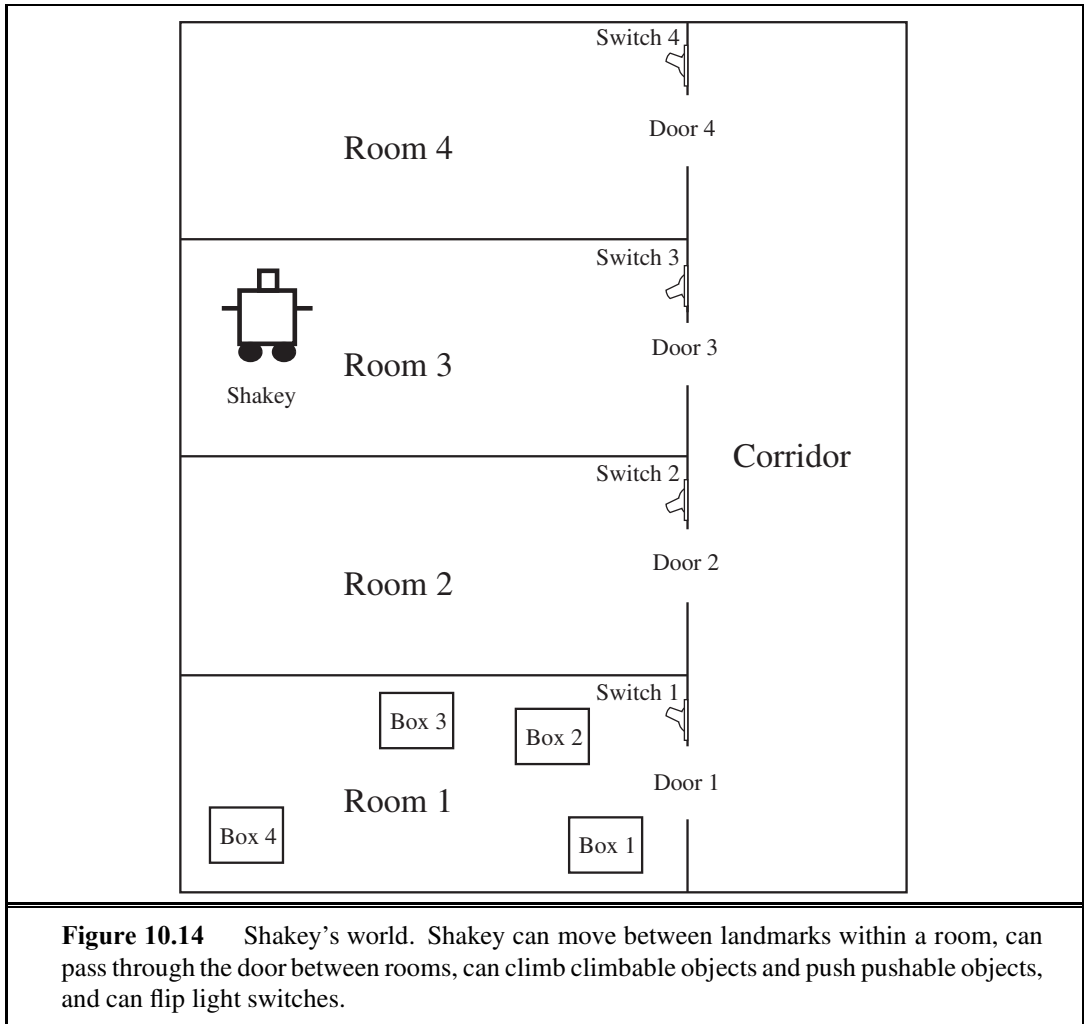 Switch 4
Door 4
Room 4
Switch 3
Door 3
Room 3
Shakey
Corridor
Switch 2
Door 2
Room 2
Switch 1
Box 3
Box 2
Door 1
Room 1
Box 4
Box 1
Figure 10.14 Shakey's world. Shakey can move between landmarks within a room, can
pass through the door between rooms, can climb climbable objects and push pushable objects,
and can flip light switches.